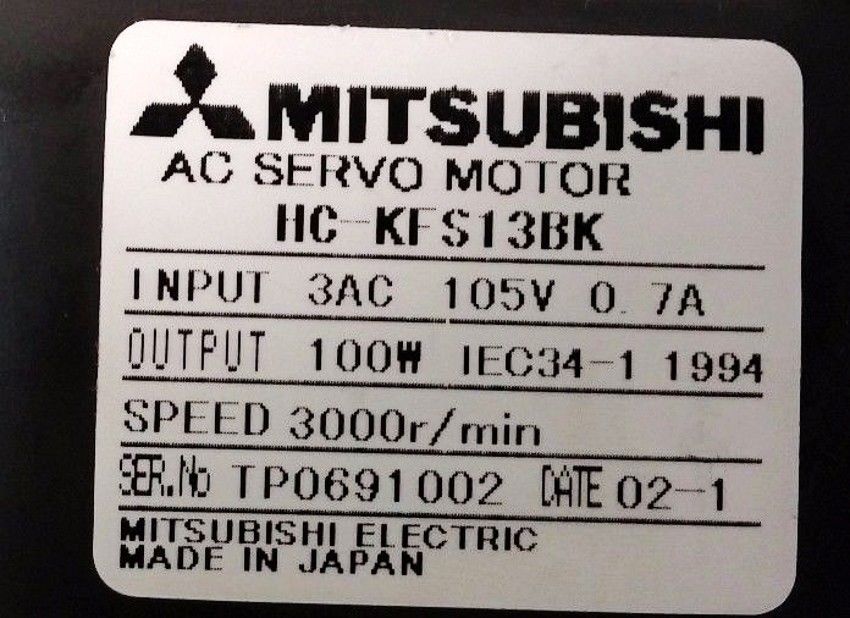 MITSUBISHI
AC SERVO MOTOR
HC-KFS13BK
INPUT 3AC 105V 0.7A
OUTPUT 100W IEC34-1 1994
SPEED 3000r/min
SER.No TP0691002 DATE 02-1
MITSUBISHI ELECTRIC
MADE IN JAPAN